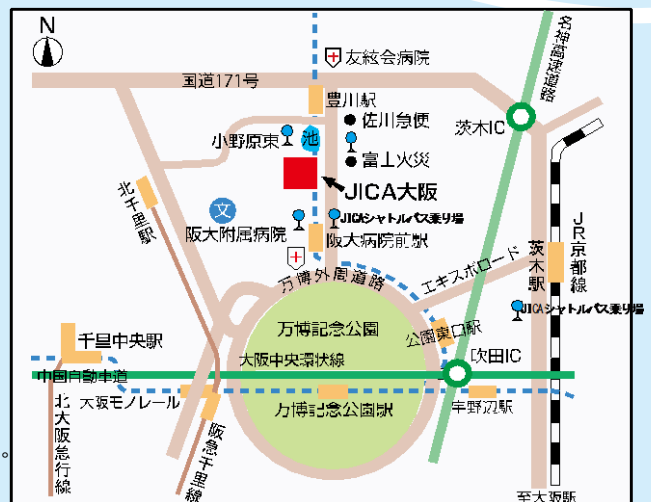 N
友紘会病院
国道171号
名神高速道路
豊川駅
佐川急便
茨木IC
小野原東
池
富士火災
JICA大阪
北千里駅
文
JICAシャトルバス乗り場
阪大附属病院
阪大病院前駅
JR京都線
茨木駅
エキスポロード
万博外周道路
JICAシャトルバス乗り場
万博記念公園
公園東口駅
千里中央駅
大阪中央環状線
吹田IC
中国自動車道
大阪モノレール
万博記念公園駅
宇野辺駅
北大阪急行線
阪急千里線
至大阪駅
。